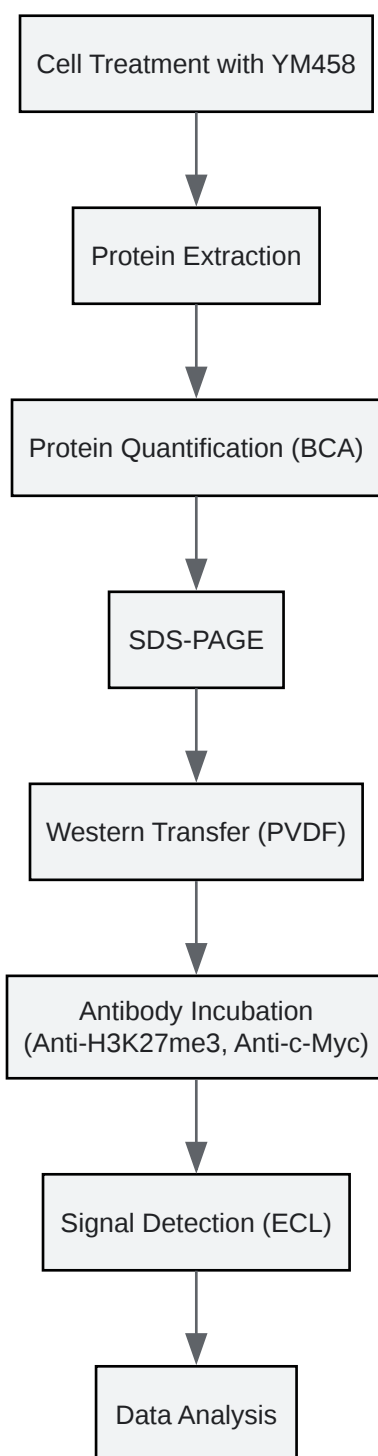 Cell Treatment with YM458
Protein Extraction
Protein Quantification (BCA)
SDS-PAGE
Western Transfer (PVDF)
Antibody Incubation
(Anti-H3K27me3, Anti-c-Myc)
Signal Detection (ECL)
Data Analysis